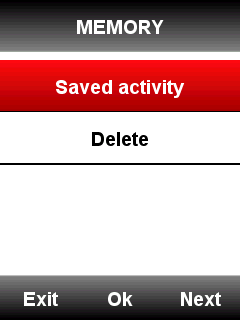 MEMORY
Saved activity
Delete
Exit Ok Next